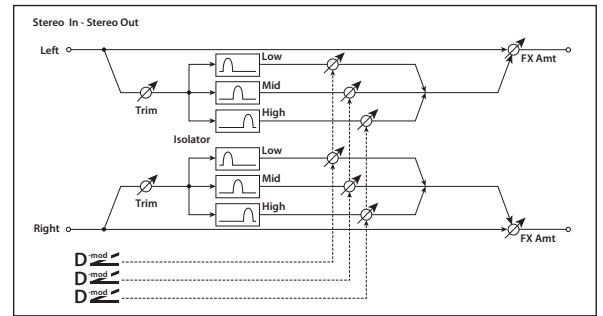 Stereo In - Stereo Out
Left
FX Amt
Low
Mid
High
Trim
Isolator
Low
Mid
High
Trim
Right
FX Amt
D-mod
D-mod
D-mod